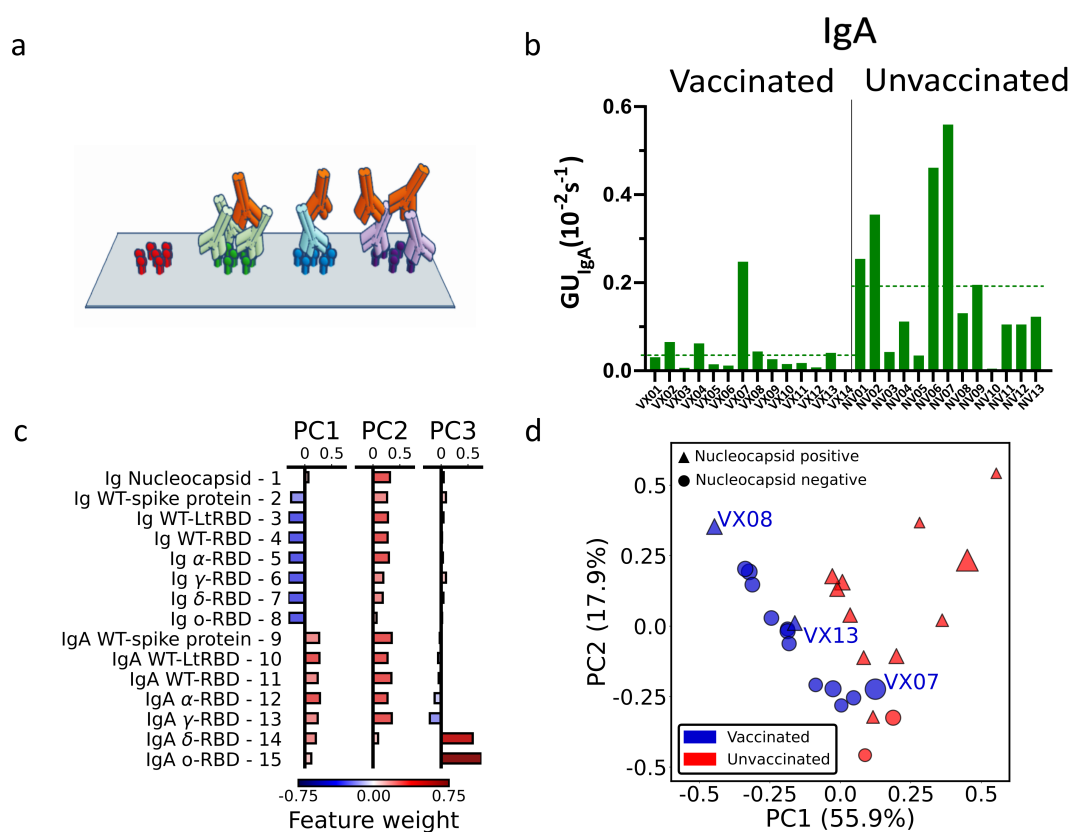 a
b
IgA
Vaccinated
Unvaccinated
GU_IgA(10⁻²s⁻¹)
0.6
0.4
0.2
0.0
VX01
VX02
VX03
VX04
VX05
VX06
VX07
VX08
VX09
VX10
VX11
VX12
VX13
VX14
NV01
NV02
NV03
NV04
NV05
NV06
NV07
NV08
NV09
NV10
NV11
NV12
NV13
c
PC1 PC2 PC3
0 0.5 0 0.5 0 0.5
Ig Nucleocapsid - 1
Ig WT-spike protein - 2
Ig WT-LtRBD - 3
Ig WT-RBD - 4
Ig α-RBD - 5
Ig γ-RBD - 6
Ig δ-RBD - 7
Ig o-RBD - 8
IgA WT-spike protein - 9
IgA WT-LtRBD - 10
IgA WT-RBD - 11
IgA α-RBD - 12
IgA γ-RBD - 13
IgA δ-RBD - 14
IgA o-RBD - 15
-0.75 0.00 0.75
Feature weight
d
Nucleocapsid positive
Nucleocapsid negative
VX08
VX13
VX07
Vaccinated
Unvaccinated
PC2 (17.9%)
0.5
0.25
0.0
-0.25
-0.5
-0.5 -0.25 0.0 0.25 0.5
PC1 (55.9%)